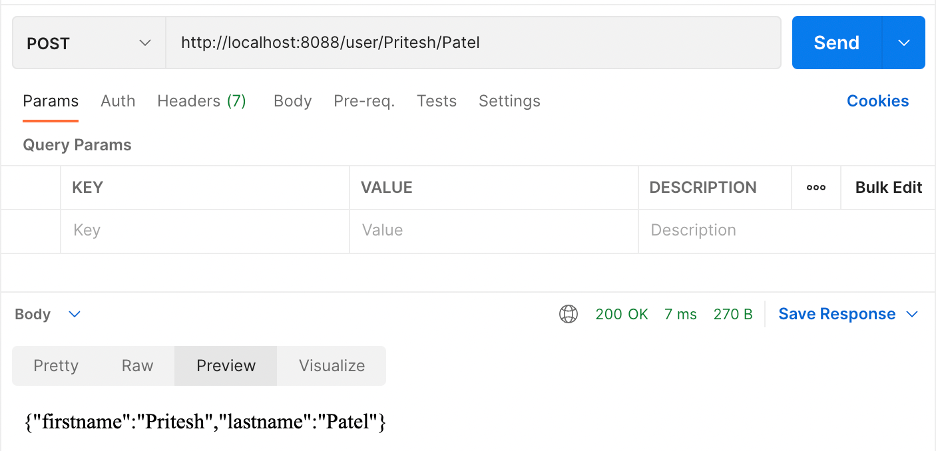 POST http://localhost:8088/user/Pritesh/Patel Send
Params Auth Headers (7) Body Pre-req. Tests Settings Cookies
Query Params
KEY VALUE DESCRIPTION ooo Bulk Edit
Key Value Description
Body 200 OK 7 ms 270 B Save Response
Pretty Raw Preview Visualize
{"firstname":"Pritesh","lastname":"Patel"}